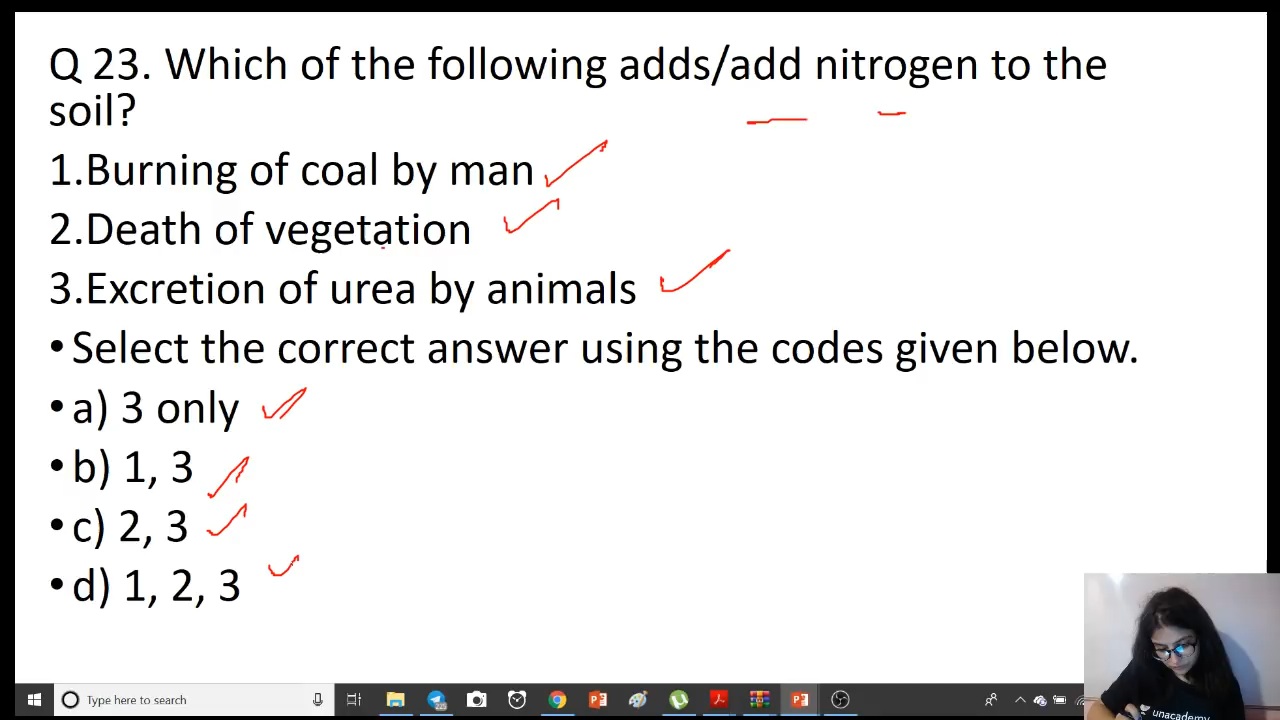 Q 23. Which of the following adds/add nitrogen to the
soil?
1.Burning of coal by man
2.Death of vegetation
3.Excretion of urea by animals
•Select the correct answer using the codes given below.
•a) 3 only
•b) 1, 3
•c) 2, 3
•d) 1, 2, 3
Type here to search
225
unacademy